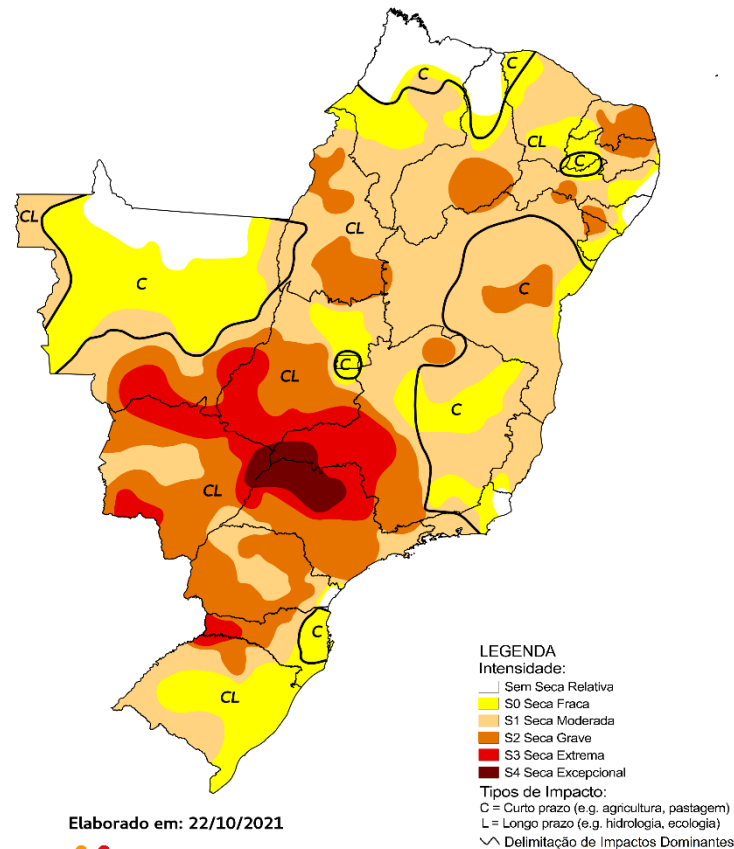 C
C
CL
C
CL
CL
C
C
C
CL
C
CL
C
CL
LEGENDA
Intensidade:
Sem Seca Relativa
S0 Seca Fraca
S1 Seca Moderada
S2 Seca Grave
S3 Seca Extrema
S4 Seca Excepcional
Tipos de Impacto:
C = Curto prazo (e.g. agricultura, pastagem)
L = Longo prazo (e.g. hidrologia, ecologia)
Delimitação de Impactos Dominantes
Elaborado em: 22/10/2021